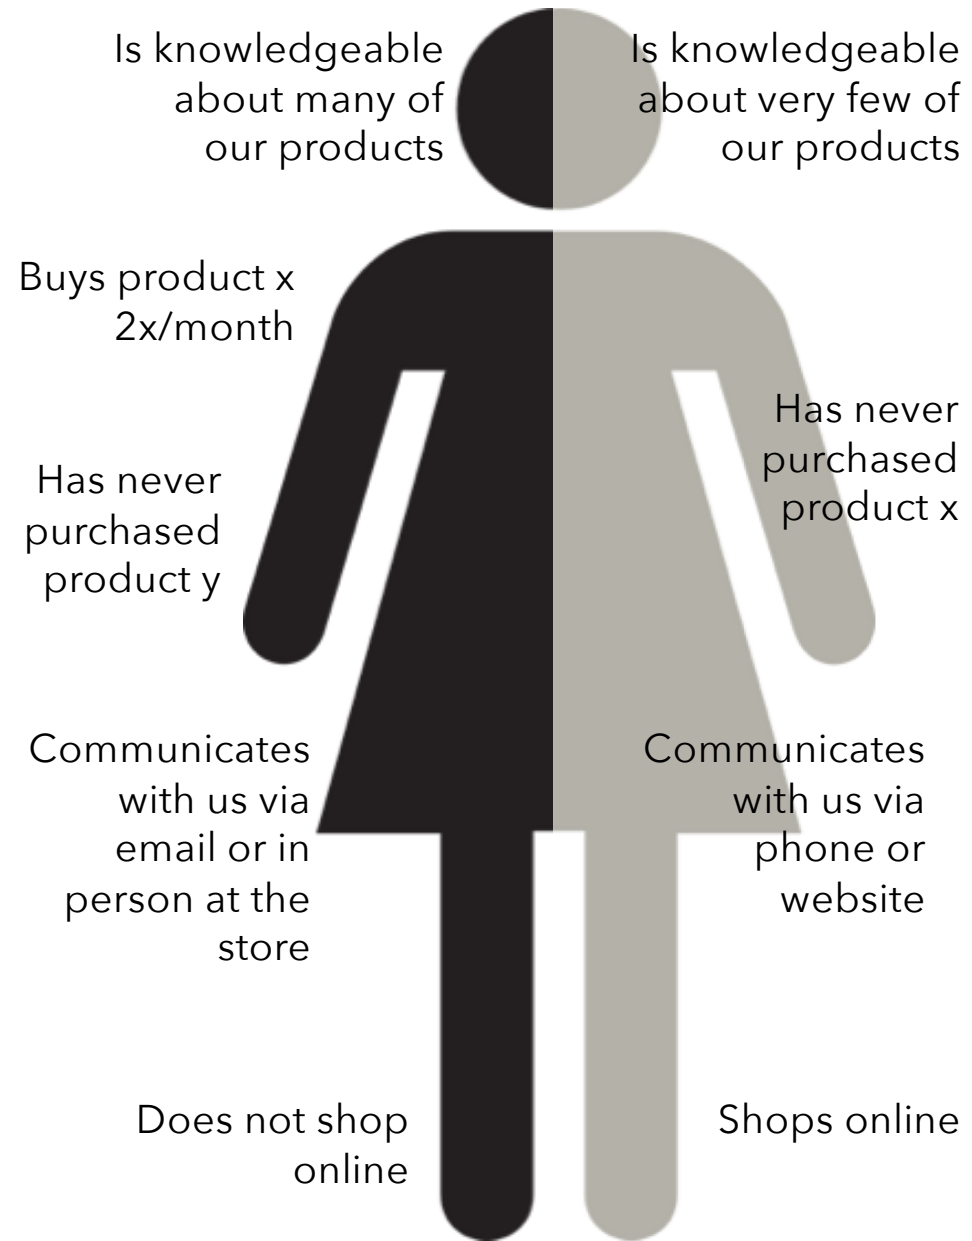 Is knowledgeable
about many of
our products
Is knowledgeable
about very few of
our products
Buys product x
2x/month
Has never
purchased
product x
Has never
purchased
product y
Communicates
with us via
email or in
person at the
store
Communicates
with us via
phone or
website
Does not shop
online
Shops online